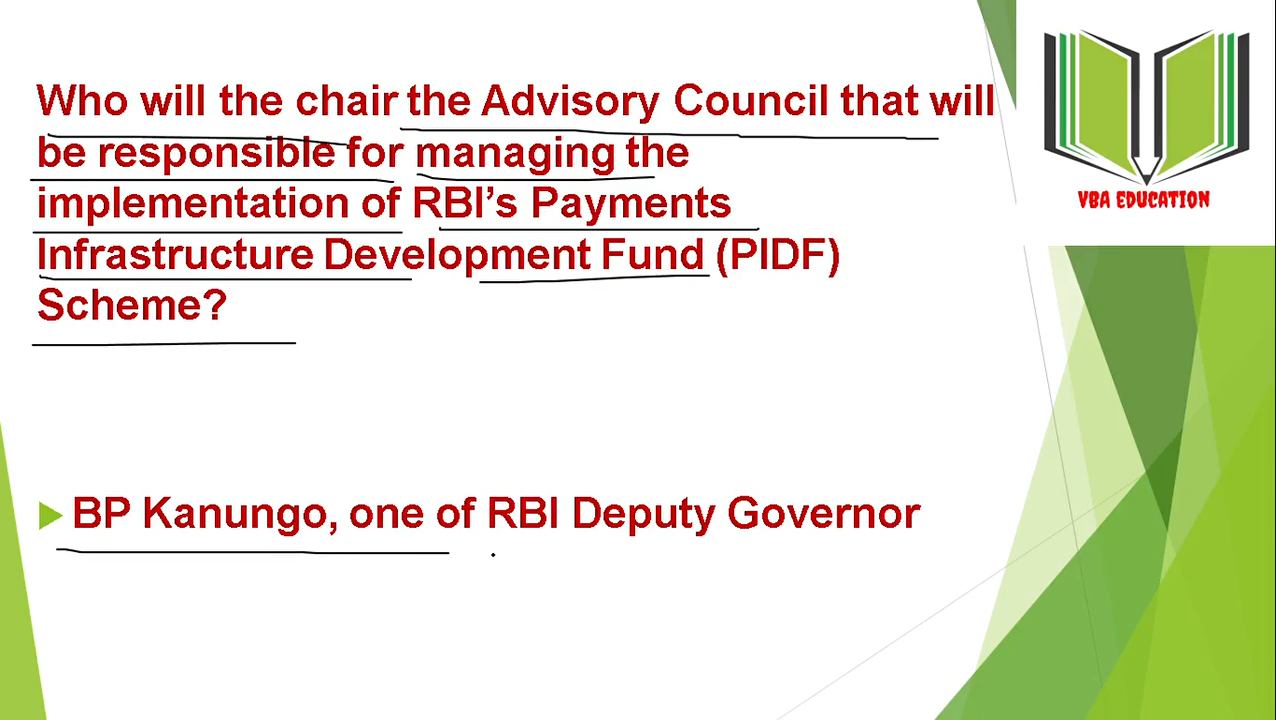 Who will the chair the Advisory Council that will
be responsible for managing the
implementation of RBI's Payments
Infrastructure Development Fund (PIDF)
Scheme?
VBA EDUCATION
BP Kanungo, one of RBI Deputy Governor